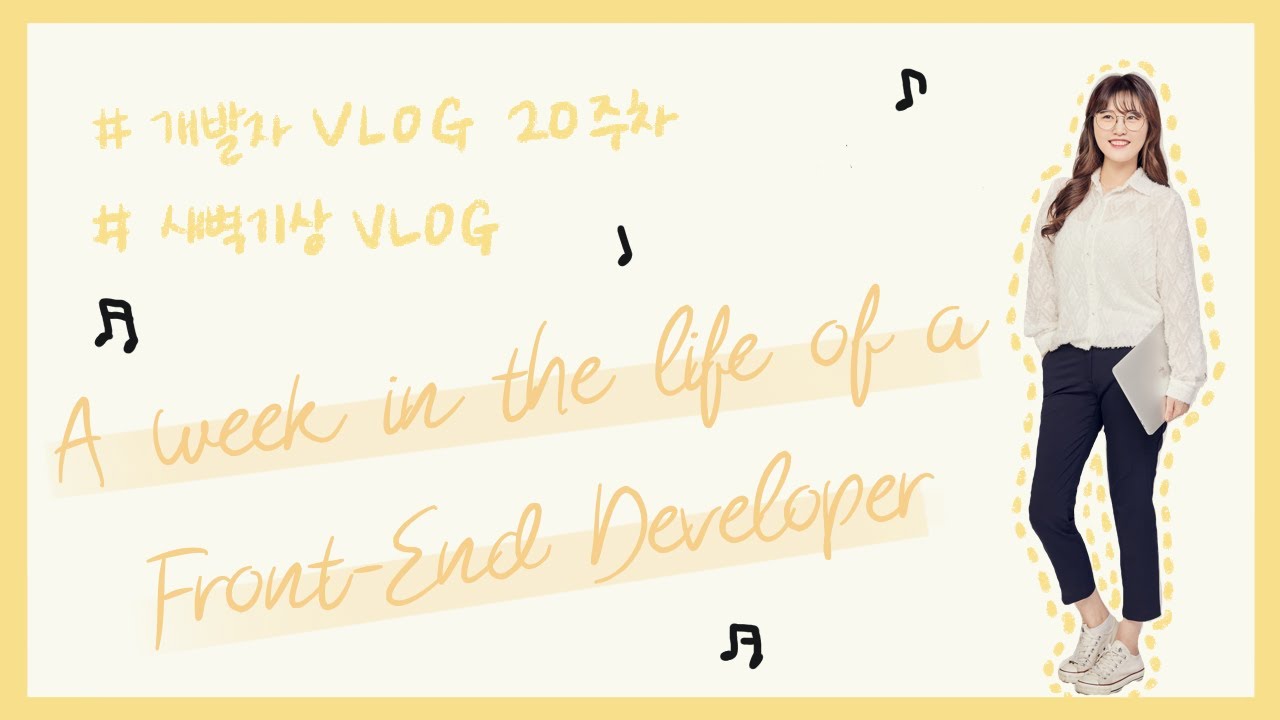 # 개발자 VLOG 20주차
# 새벽기상 VLOG
A week in the life of a
Front-End Developer